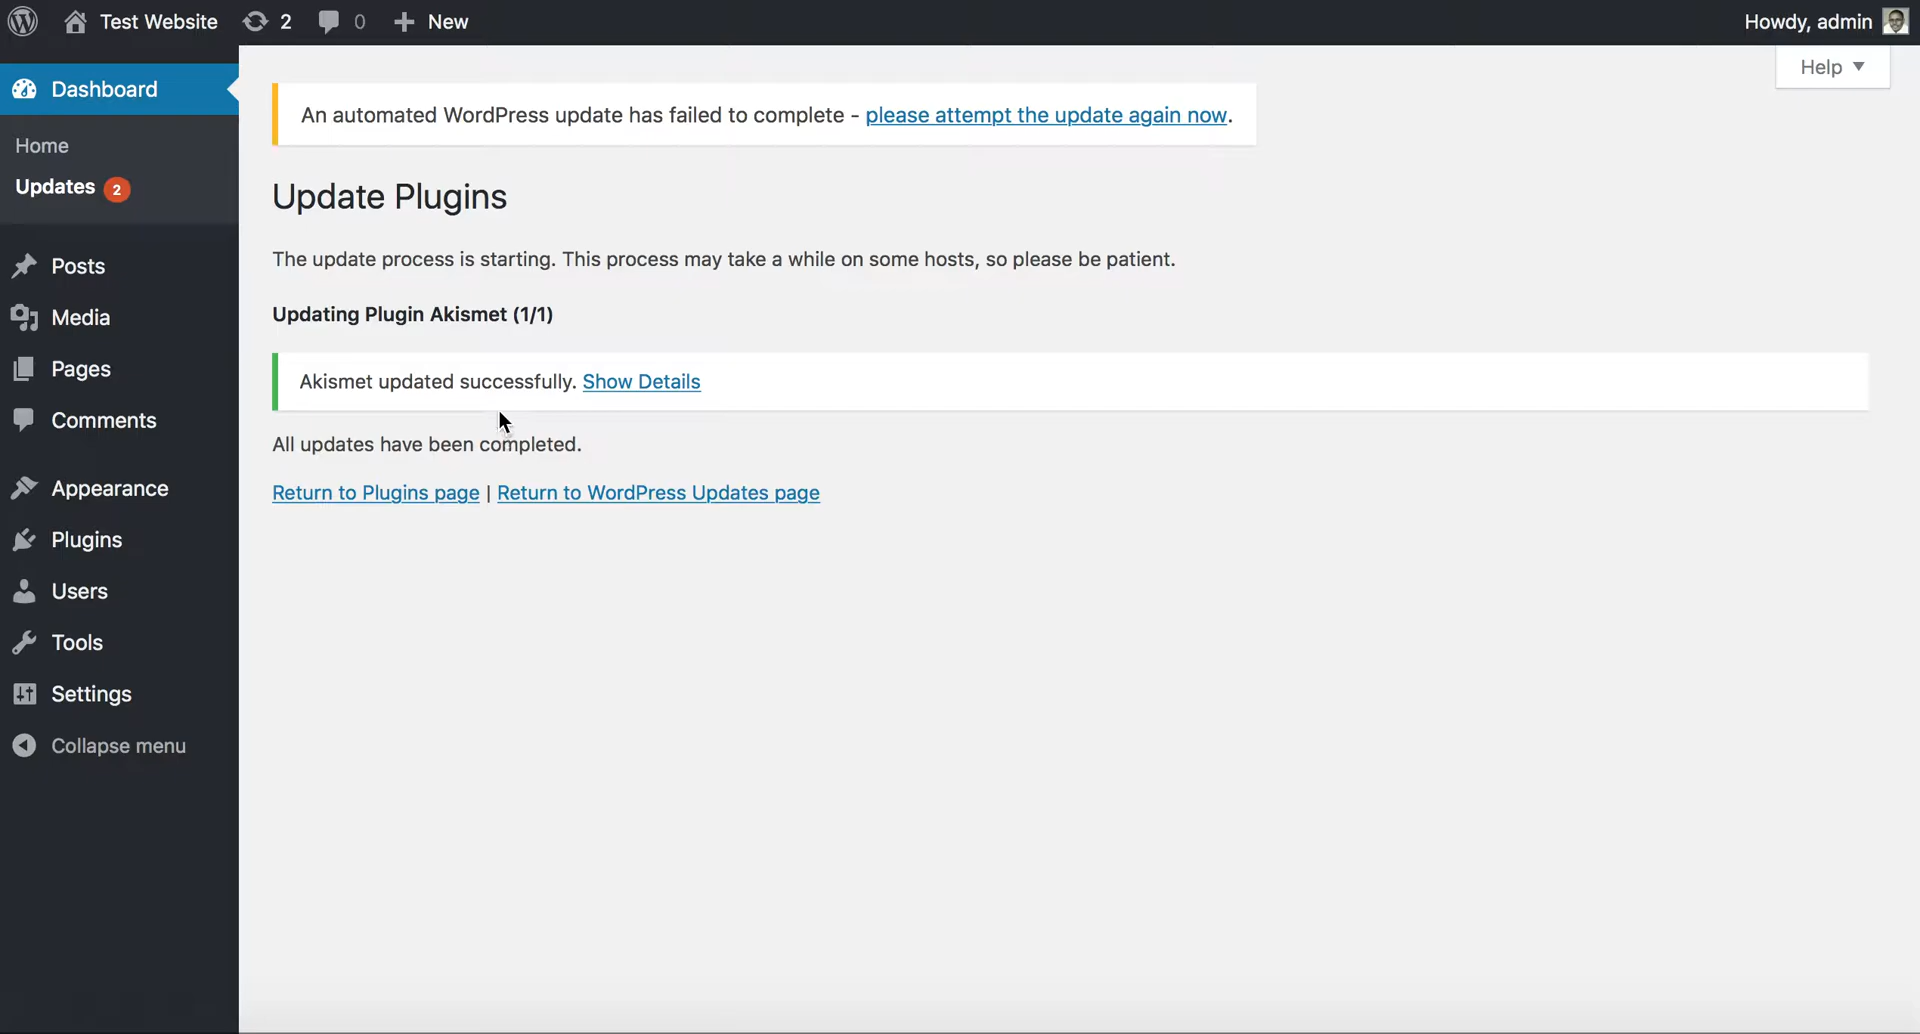 Test Website 2 0 + New Howdy, admin
Help ▼
Dashboard
Home
Updates 2
Posts
Media
Pages
Comments
Appearance
Plugins
Users
Tools
Settings
Collapse menu
An automated WordPress update has failed to complete - please attempt the update again now.
Update Plugins
The update process is starting. This process may take a while on some hosts, so please be patient.
Updating Plugin Akismet (1/1)
Akismet updated successfully. Show Details
All updates have been completed.
Return to Plugins page | Return to WordPress Updates page